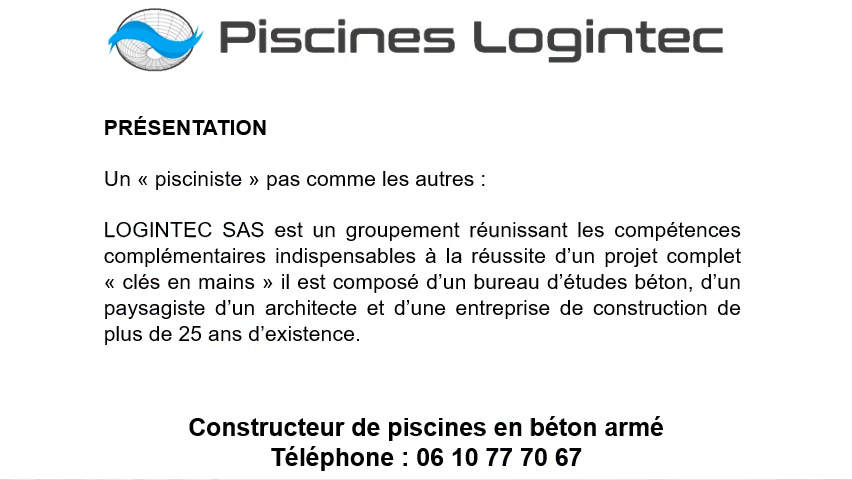 Piscines Logintec
PRÉSENTATION
Un « pisciniste » pas comme les autres :
LOGINTEC SAS est un groupement réunissant les compétences
complémentaires indispensables à la réussite d’un projet complet
« clés en mains » il est composé d’un bureau d’études béton, d’un
paysagiste d’un architecte et d’une entreprise de construction de
plus de 25 ans d’existence.
Constructeur de piscines en béton armé
Téléphone : 06 10 77 70 67